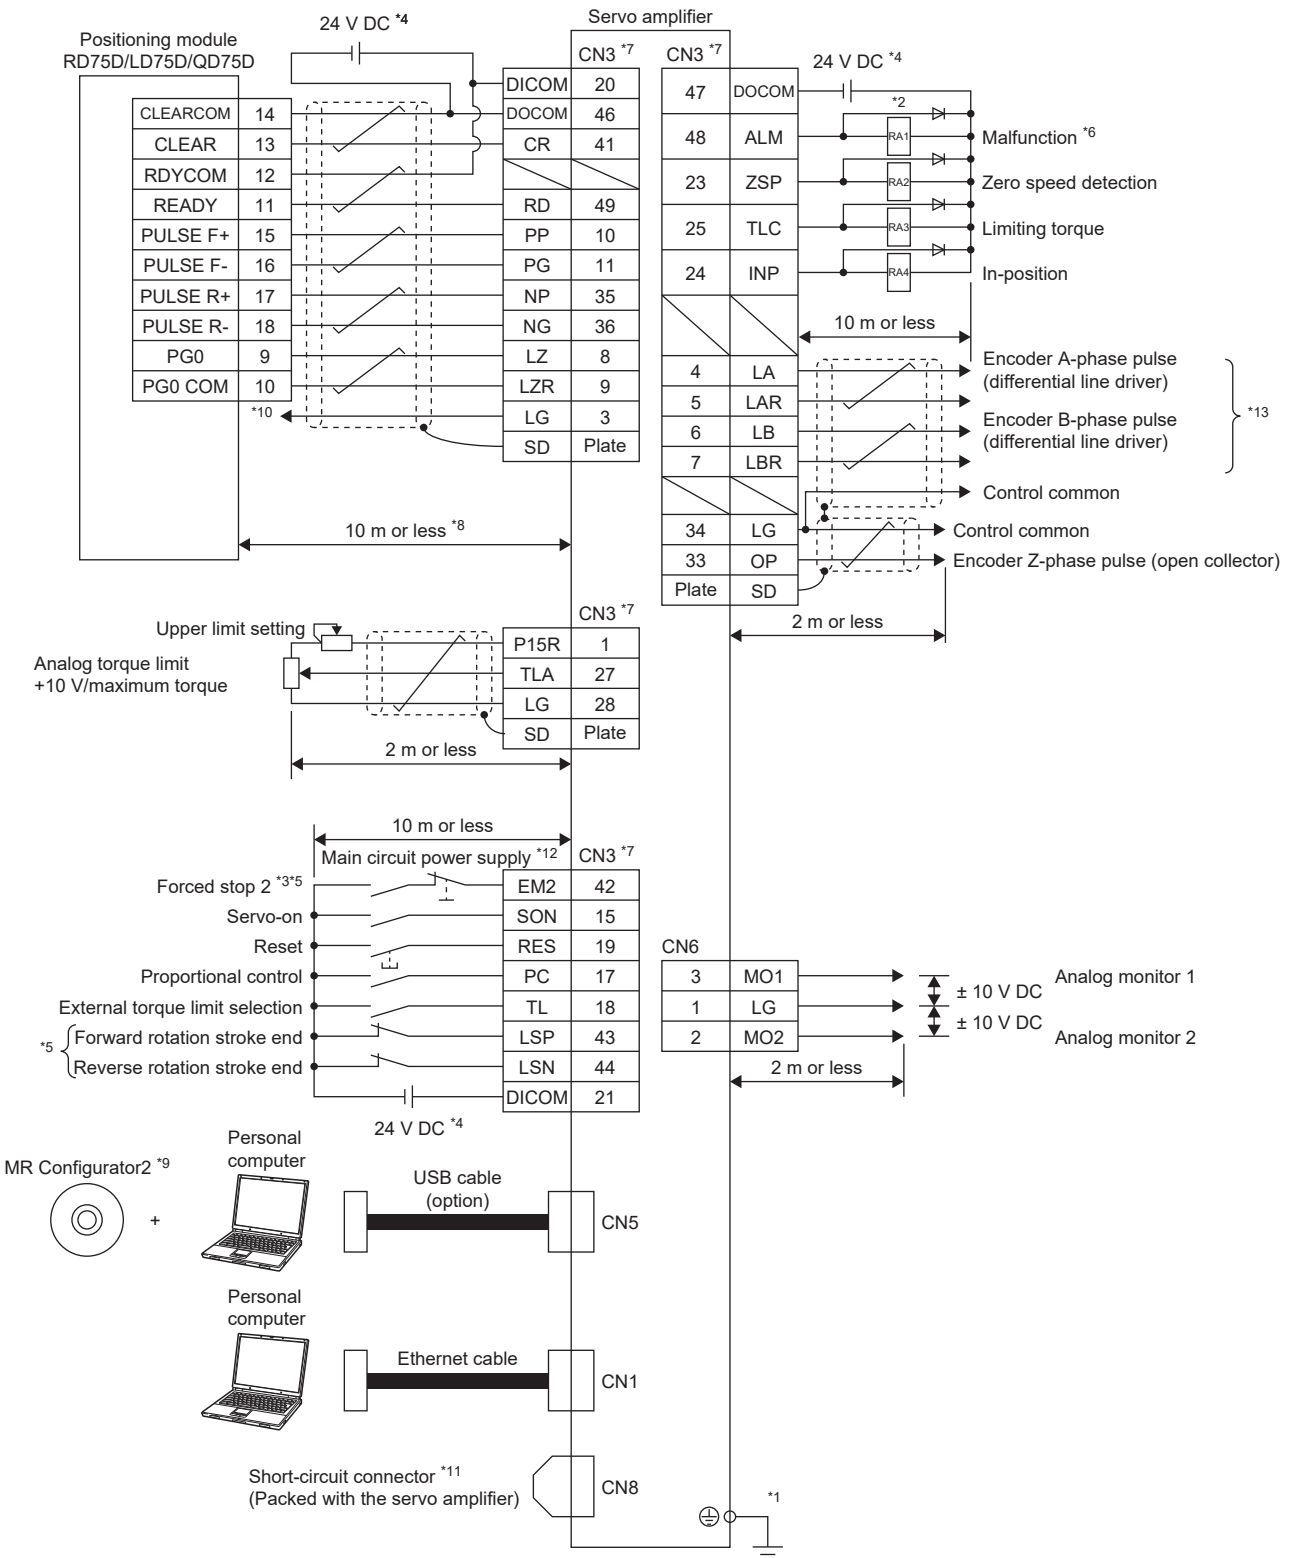 Servo amplifier
24 V DC *4
Positioning module
RD75D/LD75D/QD75D
CN3 *7
DICOM 20
CLEARCOM 14 DOCOM 46
CLEAR 13 CR 41
RDYCOM 12
READY 11 RD 49
PULSE F+ 15 PP 10
PULSE F- 16 PG 11
PULSE R+ 17 NP 35
PULSE R- 18 NG 36
PG0 9 LZ 8
PG0 COM 10 LZR 9
*10 LG 3
SD Plate
10 m or less *8
CN3 *7
24 V DC *4
47 DOCOM
*2
48 ALM RA1 Malfunction *6
23 ZSP RA2 Zero speed detection
25 TLC RA3 Limiting torque
24 INP RA4 In-position
10 m or less
4 LA Encoder A-phase pulse
(differential line driver)
5 LAR
6 LB Encoder B-phase pulse
(differential line driver)
7 LBR
*13
Control common
34 LG Control common
33 OP Encoder Z-phase pulse (open collector)
Plate SD
2 m or less
CN3 *7
Upper limit setting P15R 1
Analog torque limit
+10 V/maximum torque
TLA 27
LG 28
SD Plate
2 m or less
10 m or less
Main circuit power supply *12 CN3 *7
Forced stop 2 *3*5 EM2 42
Servo-on SON 15
Reset RES 19
Proportional control PC 17
External torque limit selection TL 18
*5 Forward rotation stroke end LSP 43
Reverse rotation stroke end LSN 44
DICOM 21
24 V DC *4
CN6
3 MO1 Analog monitor 1
± 10 V DC
1 LG
± 10 V DC
2 MO2 Analog monitor 2
2 m or less
MR Configurator2 *9
+
Personal
computer
USB cable
(option)
CN5
Personal
computer
Ethernet cable
CN1
Short-circuit connector *11
(Packed with the servo amplifier)
CN8
*1